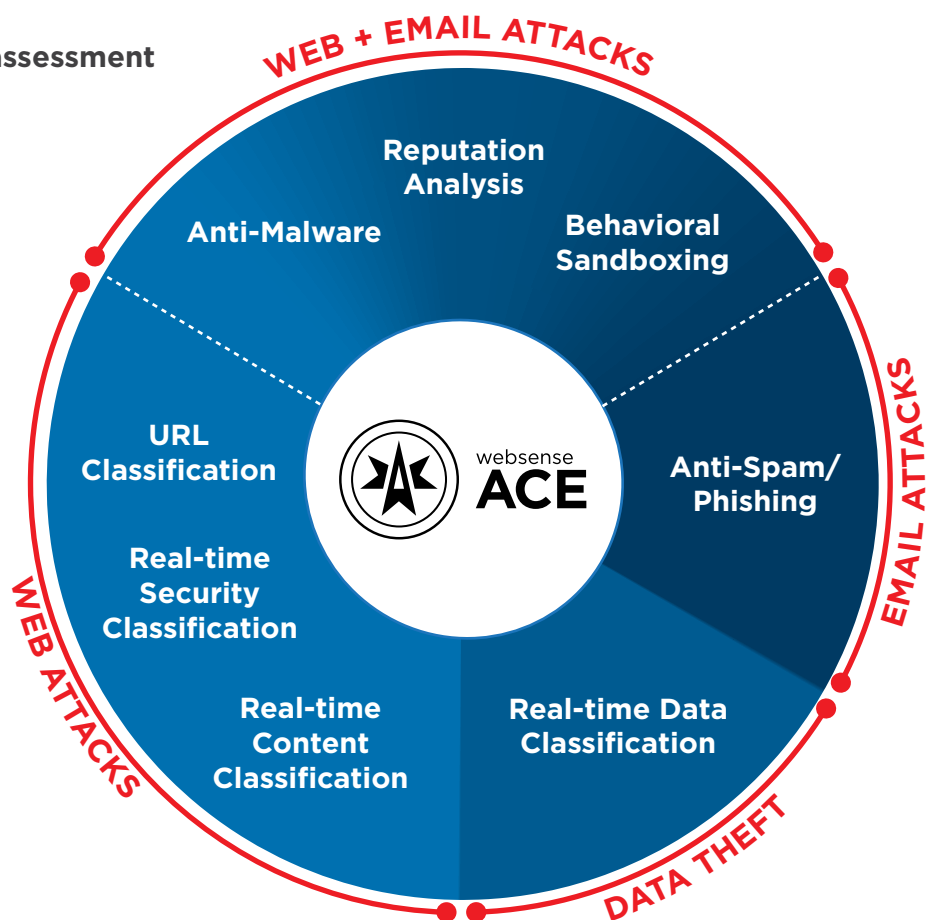 assessment
WEB + EMAIL ATTACKS
Reputation
Analysis
Anti-Malware
Behavioral
Sandboxing
URL
Classification
websense
ACE
Anti-Spam/
Phishing
EMAIL ATTACKS
Real-time
Security
Classification
WEB ATTACKS
Real-time
Content
Classification
Real-time Data
Classification
DATA THEFT